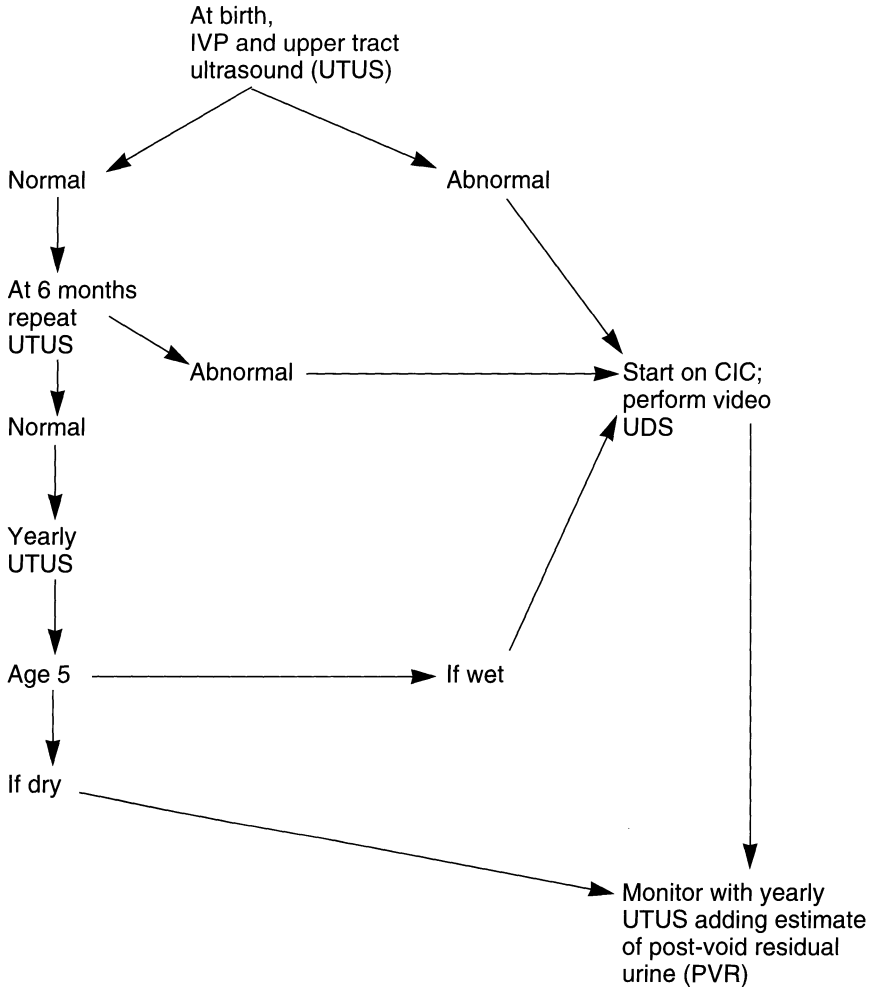 At birth,
IVP and upper tract
ultrasound (UTUS)
Normal
Abnormal
At 6 months
repeat
UTUS
Abnormal
Start on CIC;
perform video
UDS
Normal
Yearly
UTUS
Age 5
If wet
If dry
Monitor with yearly
UTUS adding estimate
of post-void residual
urine (PVR)